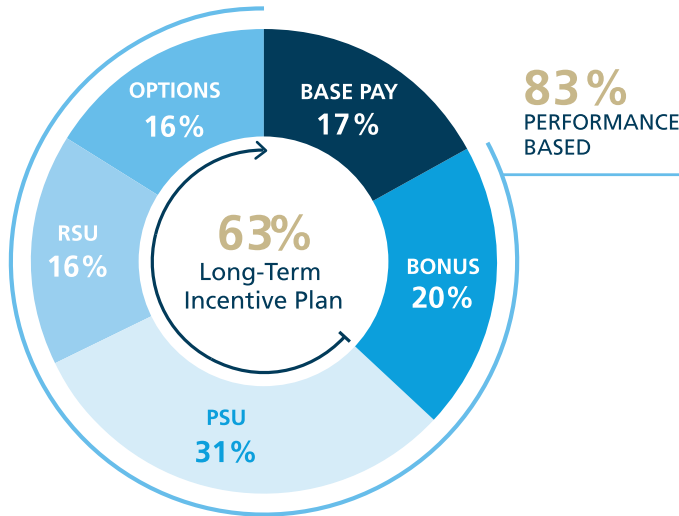 OPTIONS
16%
BASE PAY
17%
83%
PERFORMANCE
BASED
RSU
16%
63%
Long-Term
Incentive Plan
BONUS
20%
PSU
31%